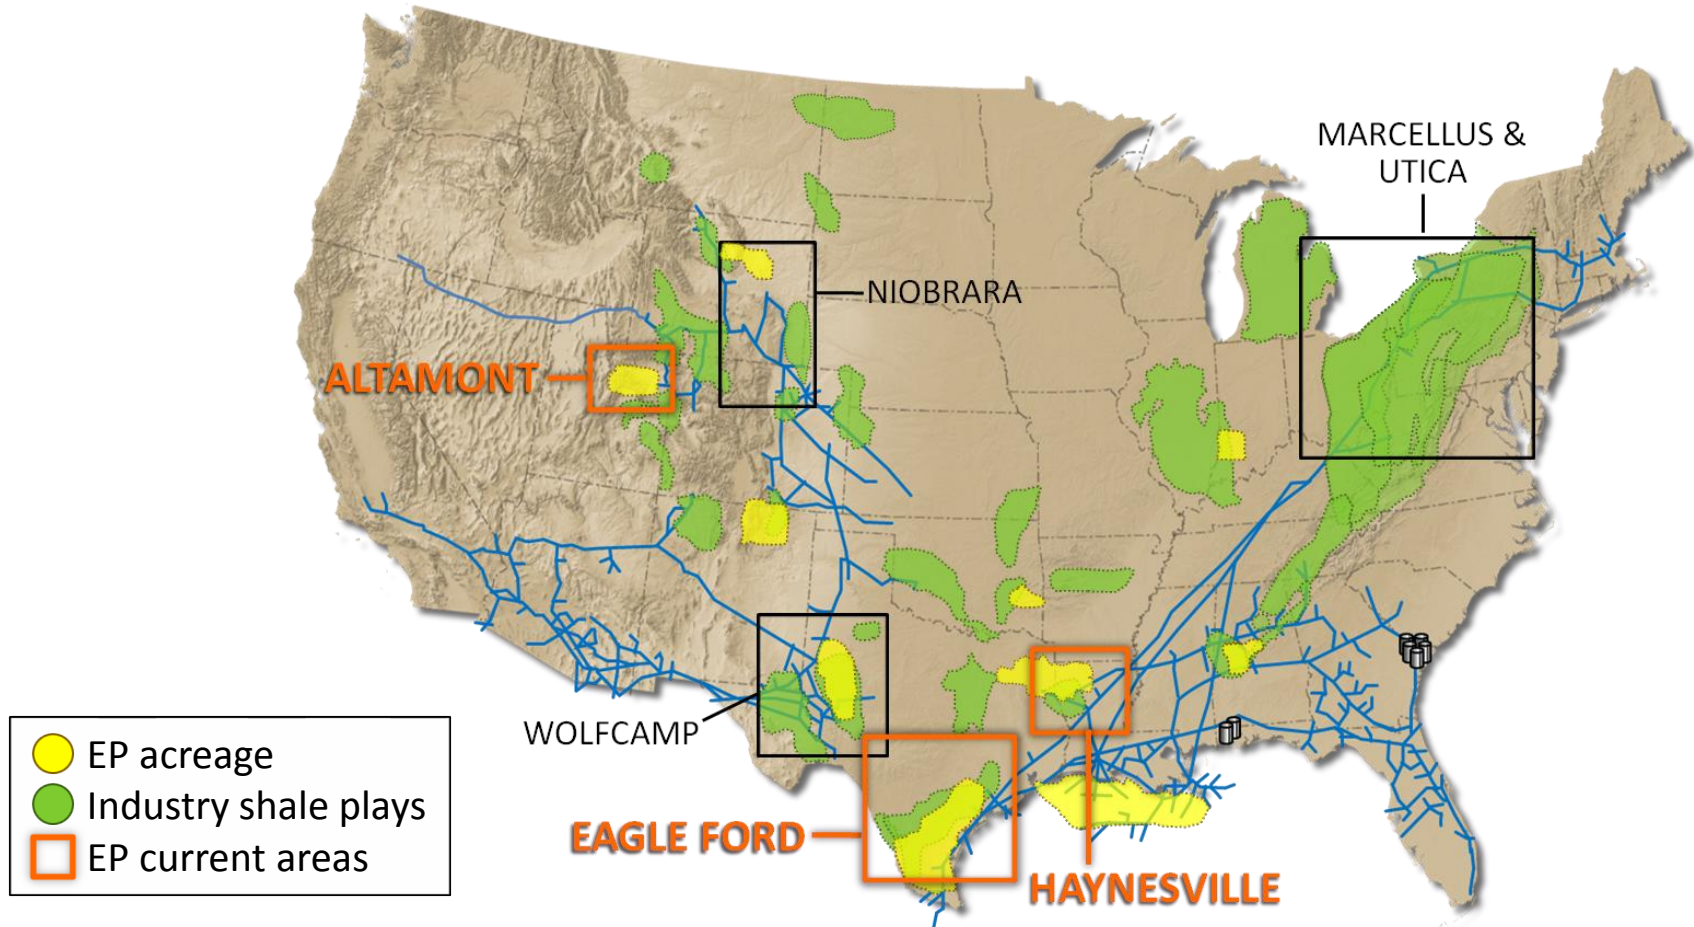 MARCELLUS &
UTICA
NIOBRARA
ALTAMONT
WOLFCAMP
EP acreage
Industry shale plays
EP current areas
EAGLE FORD
HAYNESVILLE